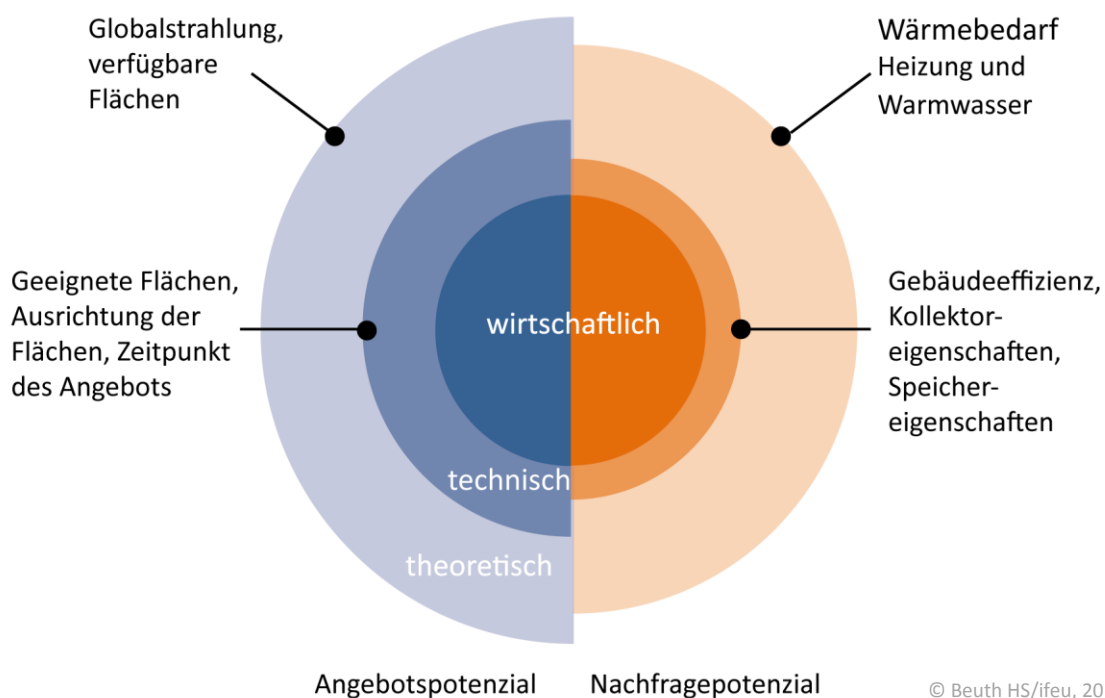 Globalstrahlung,
verfügbare
Flächen
Wärmebedarf
Heizung und
Warmwasser
Geeignete Flächen,
Ausrichtung der
Flächen, Zeitpunkt
des Angebots
wirtschaftlich
Gebäudeeffizienz,
Kollektor-
eigenschaften,
Speicher-
eigenschaften
technisch
theoretisch
Angebotspotenzial
Nachfragepotenzial
© Beuth HS/ifeu, 20